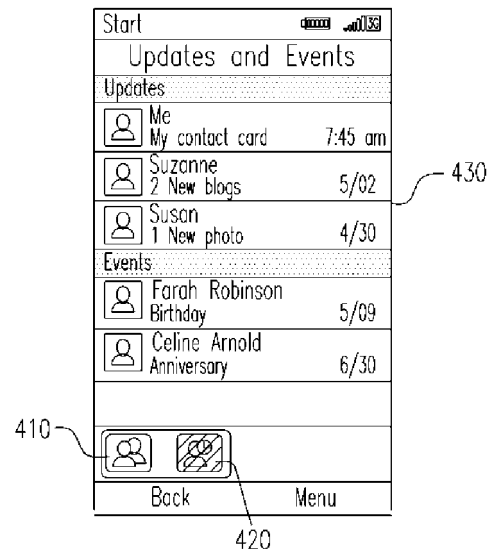 Start 3G
Updates and Events
Updates
Me
My contact card 7:45 am
Suzanne
2 New blogs 5/02
430
Susan
1 New photo 4/30
Events
Farah Robinson
Birthday 5/09
Celine Arnold
Anniversary 6/30
410
Back Menu
420